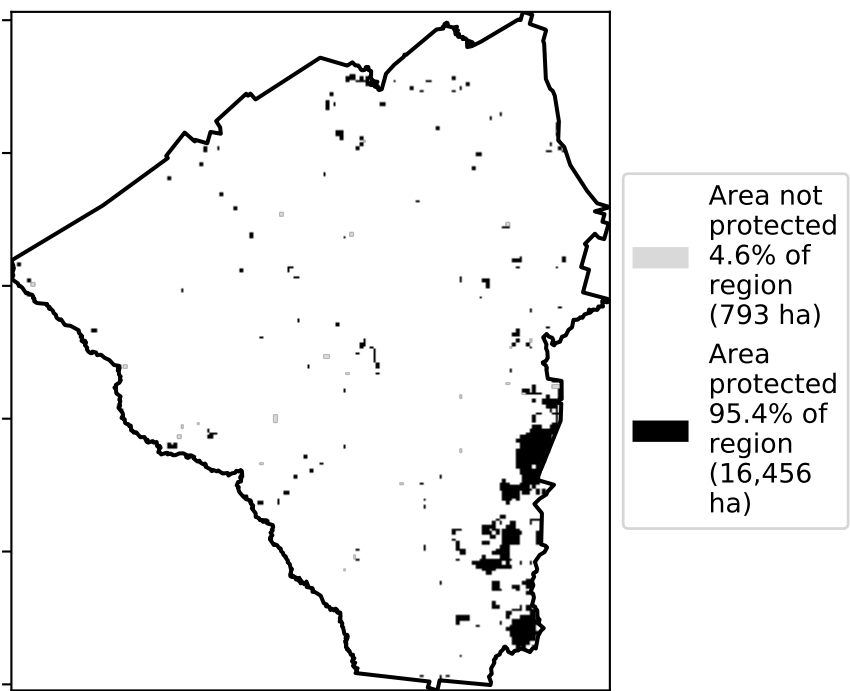 Area not
protected
4.6% of
region
(793 ha)
Area
protected
95.4% of
region
(16,456
ha)